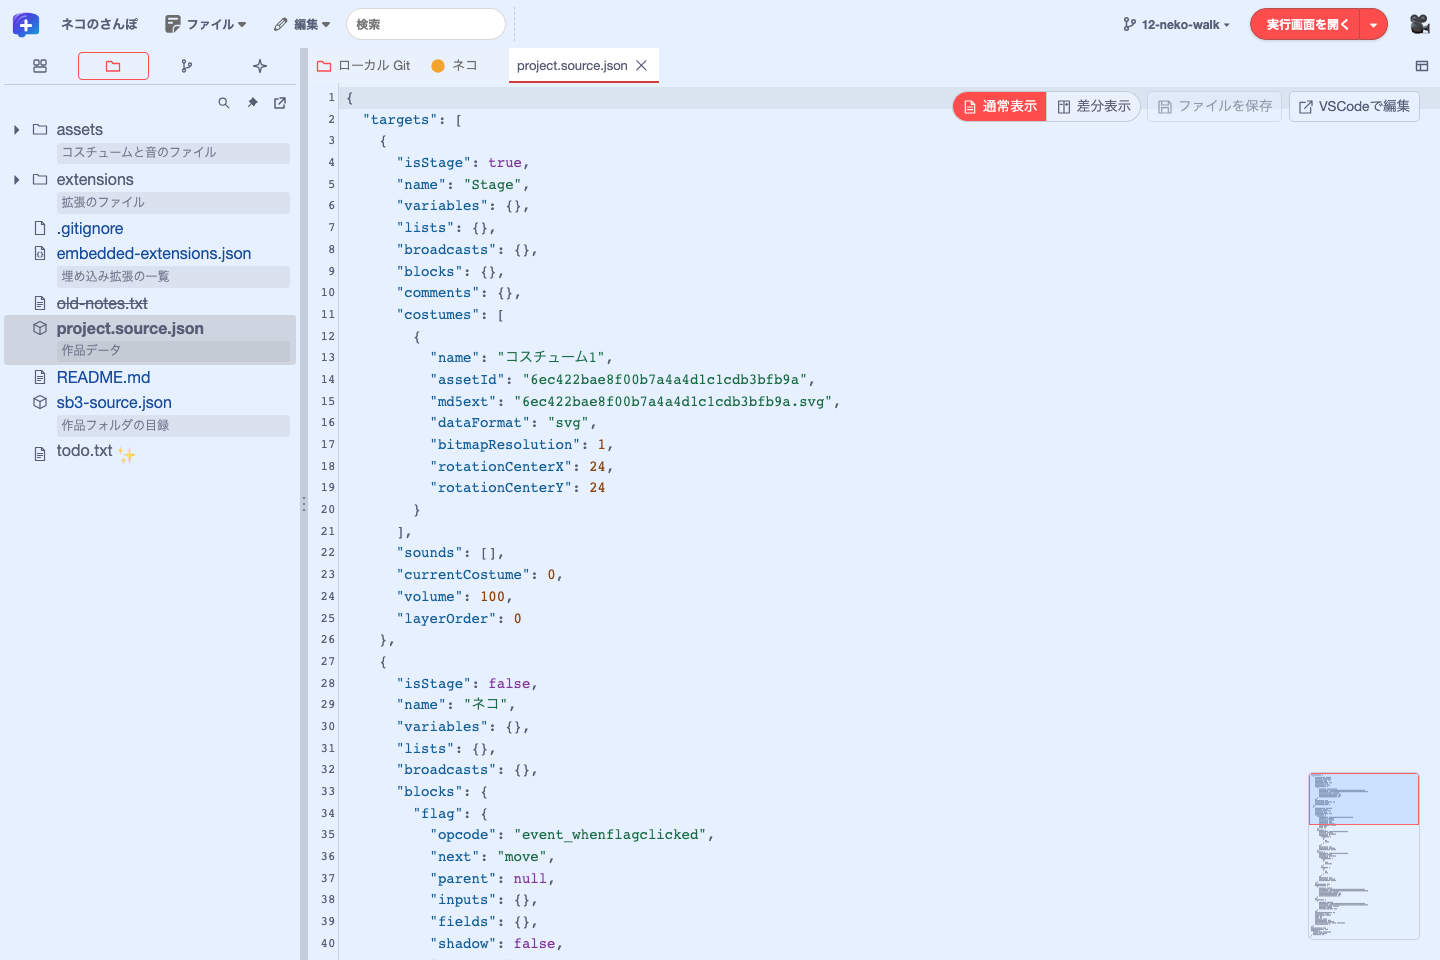 ネコのさんぽ ファイル 編集 検索 12-neko-walk 実行画面を開く
ローカル Git ネコ project.source.json
通常表示 差分表示 ファイルを保存 VSCodeで編集
assets
コスチュームと音のファイル
extensions
拡張のファイル
.gitignore
embedded-extensions.json
埋め込み拡張の一覧
old-notes.txt
project.source.json
作品データ
README.md
sb3-source.json
作品フォルダの目録
todo.txt
1 {
2 "targets": [
3 {
4 "isStage": true,
5 "name": "Stage",
6 "variables": {},
7 "lists": {},
8 "broadcasts": {},
9 "blocks": {},
10 "comments": {},
11 "costumes": [
12 {
13 "name": "コスチューム1",
14 "assetId": "6ec422bae8f00b7a4a4d1c1cdb3bfb9a",
15 "md5ext": "6ec422bae8f00b7a4a4d1c1cdb3bfb9a.svg",
16 "dataFormat": "svg",
17 "bitmapResolution": 1,
18 "rotationCenterX": 24,
19 "rotationCenterY": 24
20 }
21 ],
22 "sounds": [],
23 "currentCostume": 0,
24 "volume": 100,
25 "layerOrder": 0
26 },
27 {
28 "isStage": false,
29 "name": "ネコ",
30 "variables": {},
31 "lists": {},
32 "broadcasts": {},
33 "blocks": {
34 "flag": {
35 "opcode": "event_whenflagclicked",
36 "next": "move",
37 "parent": null,
38 "inputs": {},
39 "fields": {},
40 "shadow": false,